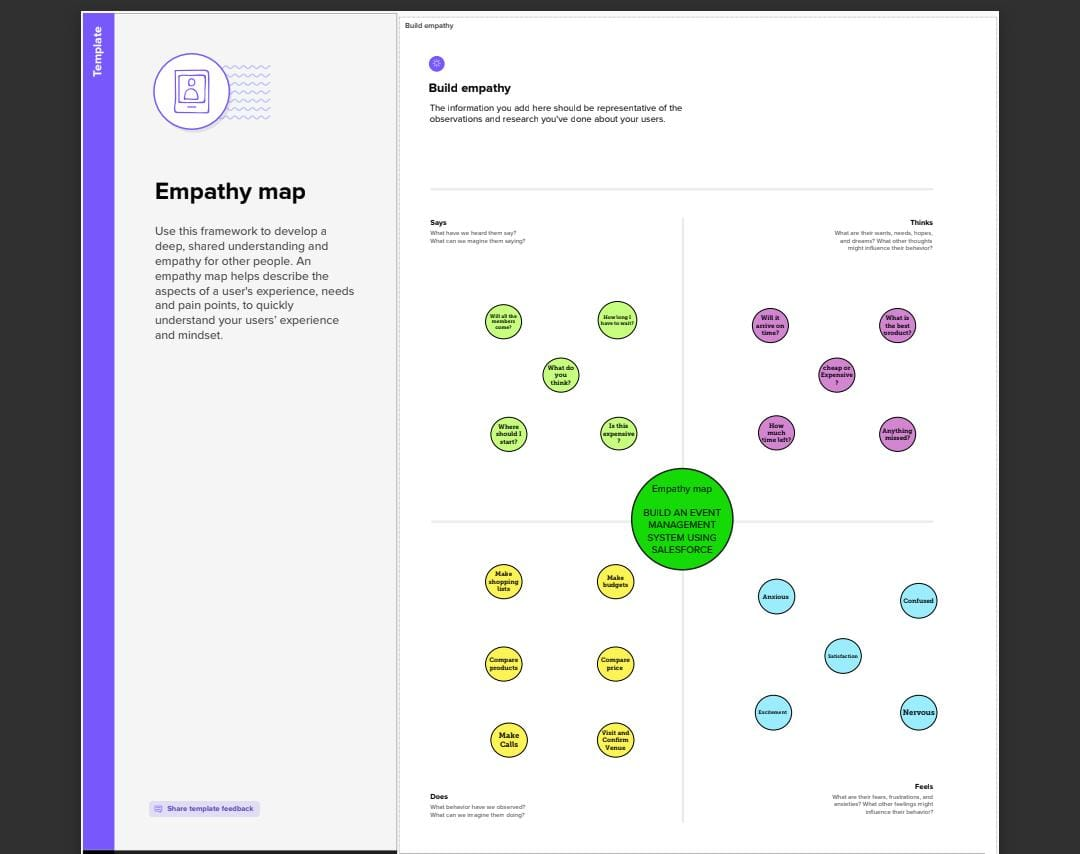 Template
Empathy map
Use this framework to develop a
deep, shared understanding and
empathy for other people. An
empathy map helps describe the
aspects of a user's experience, needs
and pain points, to quickly
understand your users' experience
and mindset.
Share template feedback
Build empathy
Build empathy
The information you add here should be representative of the
observations and research you've done about your users.
Says
What have we heard them say?
What can we magine them saying?
Thinks
What are their wants, needs, hopes,
and dreams? What other thoughts
might influence their behavior?
Will all the
members
come?
How long I
have to wait?
What do
you
think?
Where
should I
start?
Is this
expensive
?
Will it
arrive on
time?
What is
the best
product?
cheap or
Expensive
?
How
much
time left?
Anything
missed?
Empathy map
BUILD AN EVENT
MANAGEMENT
SYSTEM USING
SALESFORCE
Make
shopping
lists
Make
budgets
Compare
products
Compare
price
Make
Calls
Visit and
Confirm
Venue
Anxious
Confused
Satisfaction
Excitement
Nervous
Does
What behavior have we observed?
What can we imagine them doing?
Feels
What are their fears, frustrations, and
anxieties? What other feelings might
influence their behavior?